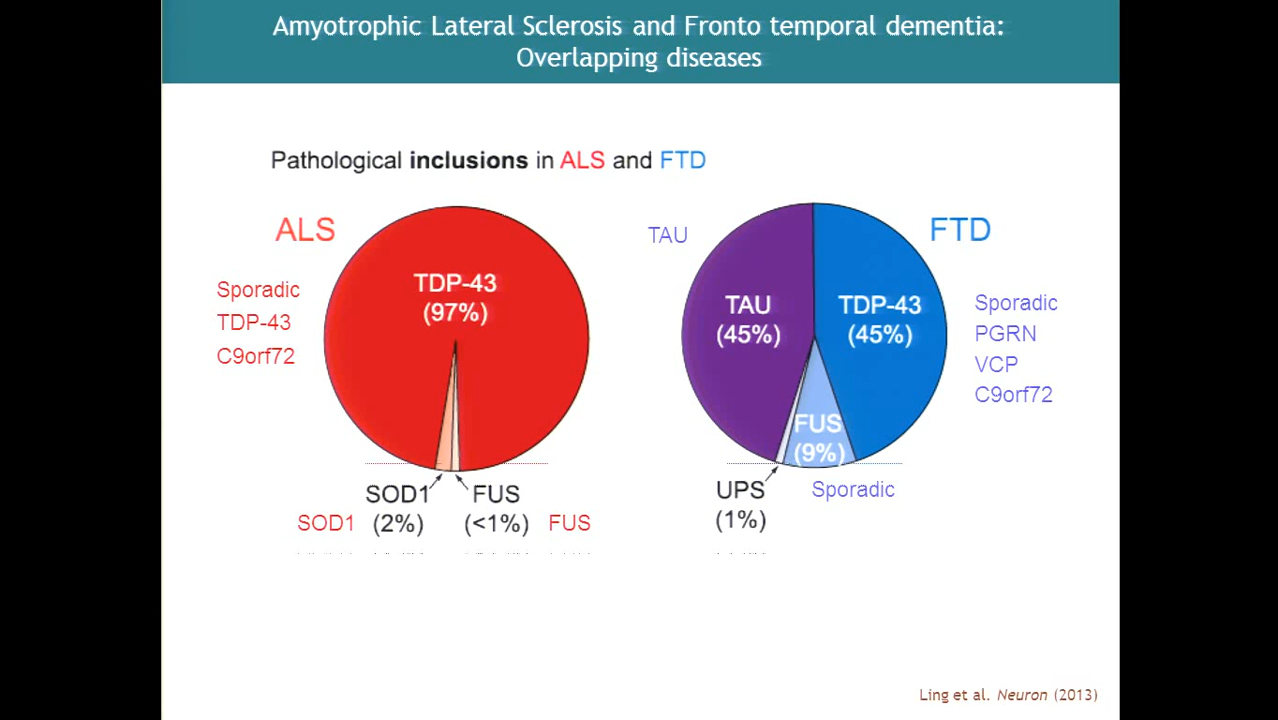 Amyotrophic Lateral Sclerosis and Fronto temporal dementia:
Overlapping diseases
Pathological inclusions in ALS and FTD
ALS
Sporadic
TDP-43
C9orf72
TDP-43
(97%)
SOD1
(2%)
SOD1
FUS
(<1%)
FUS
TAU
TAU
(45%)
TDP-43
(45%)
FUS
(9%)
UPS
(1%)
Sporadic
FTD
Sporadic
PGRN
VCP
C9orf72
Ling et al. Neuron (2013)